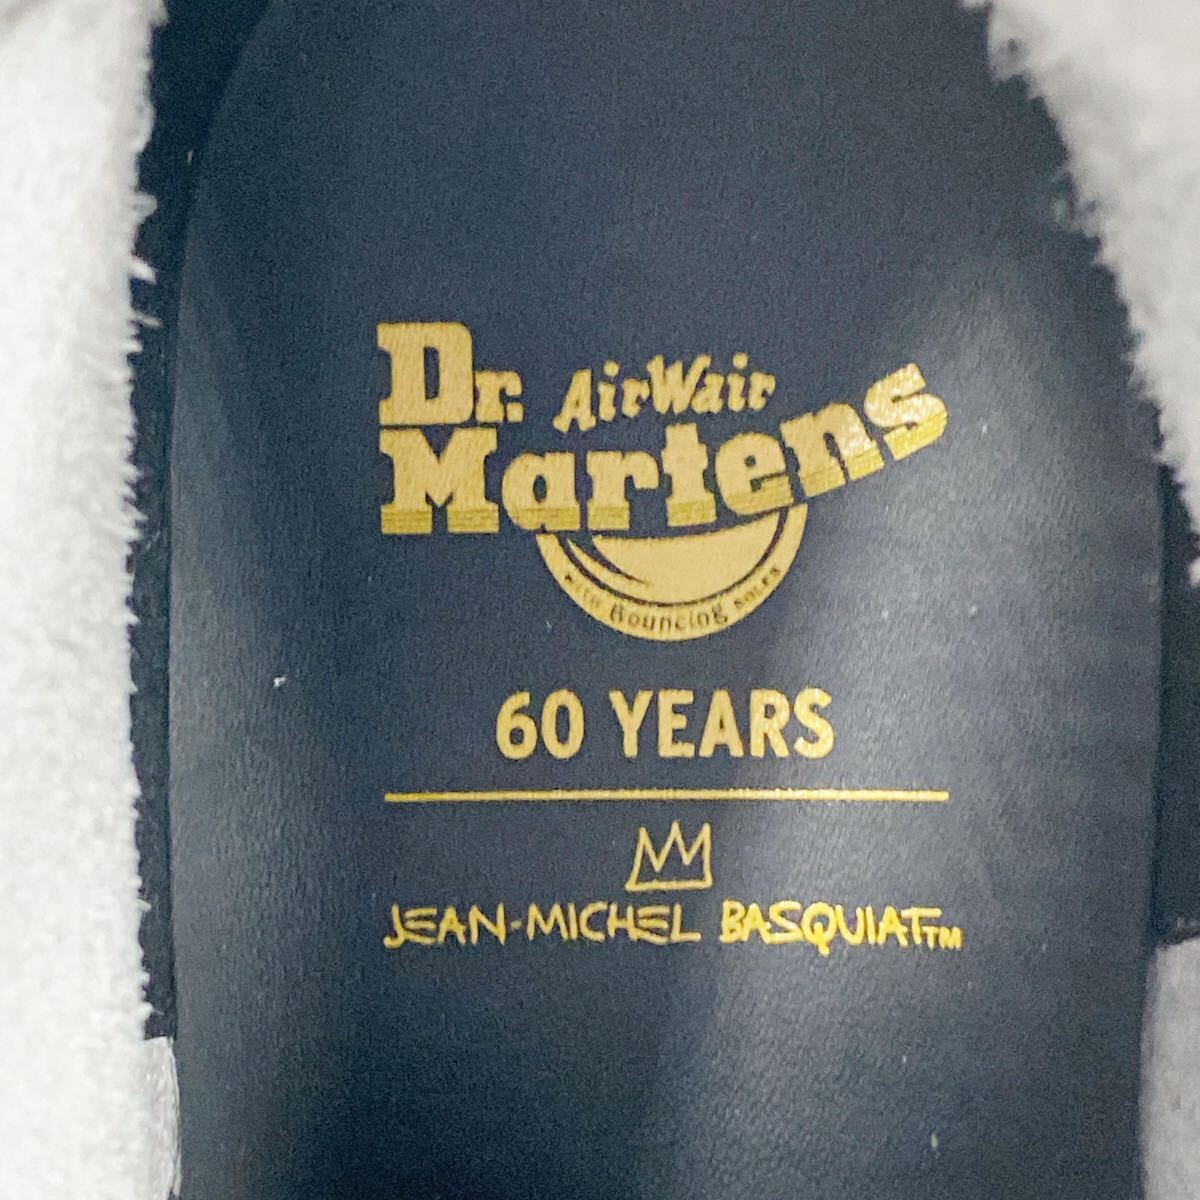 Dr. AirWair
Martens
WITH Bouncing SOLES
60 YEARS
JEAN-MICHEL BASQUIAT™